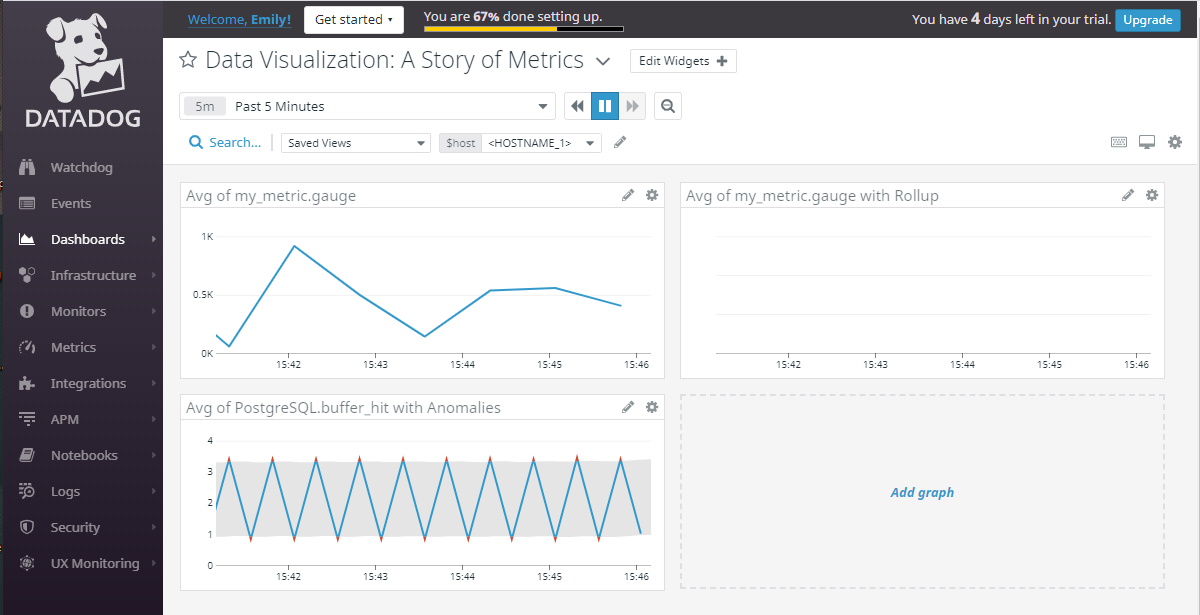 Welcome, Emily!
Get started
You are 67% done setting up.
You have 4 days left in your trial.
Upgrade
DATADOG
Watchdog
Events
Dashboards
Infrastructure
Monitors
Metrics
Integrations
APM
Notebooks
Logs
Security
UX Monitoring
Data Visualization: A Story of Metrics
Edit Widgets
5m Past 5 Minutes
Search...
Saved Views
$host <HOSTNAME_1>
Avg of my_metric.gauge
1K
0.5K
0K
15:42 15:43 15:44 15:45 15:46
Avg of my_metric.gauge with Rollup
15:42 15:43 15:44 15:45 15:46
Avg of PostgreSQL.buffer_hit with Anomalies
4
3
2
1
0
15:42 15:43 15:44 15:45 15:46
Add graph